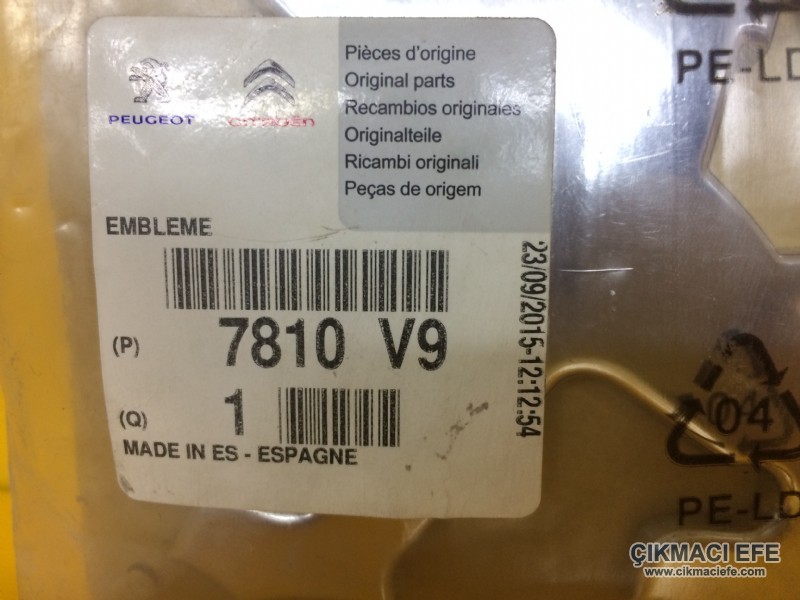 PEUGEOT
CITROËN
Pièces d'origine
Original parts
Recambios originales
Originalteile
Ricambi originali
Peças de origem
EMBLEME
(P) 7810 V9
(Q) 1
MADE IN ES - ESPAGNE
23/09/2015-12:12:54
PE-LD
04
PE-LD
ÇIKMACI EFE
www.cikmaciefe.com